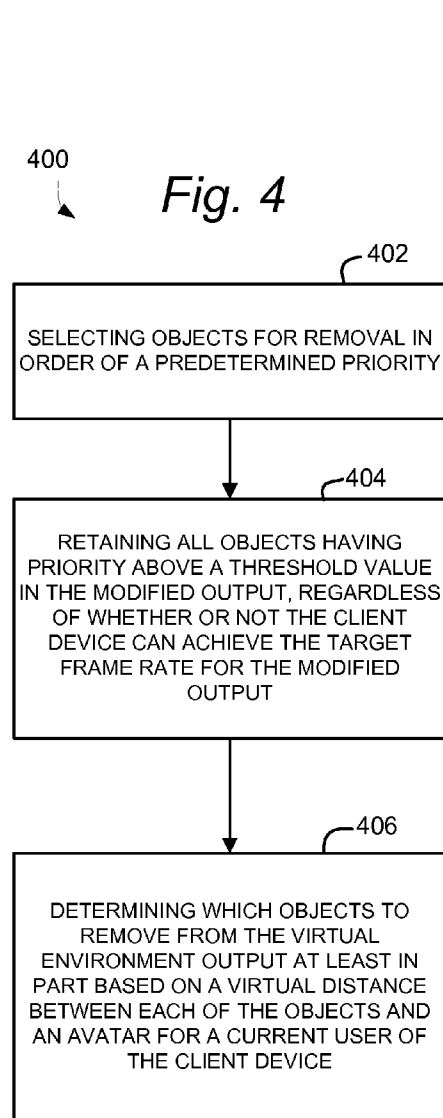 400
Fig. 4
402
SELECTING OBJECTS FOR REMOVAL IN
ORDER OF A PREDETERMINED PRIORITY
404
RETAINING ALL OBJECTS HAVING
PRIORITY ABOVE A THRESHOLD VALUE
IN THE MODIFIED OUTPUT, REGARDLESS
OF WHETHER OR NOT THE CLIENT
DEVICE CAN ACHIEVE THE TARGET
FRAME RATE FOR THE MODIFIED
OUTPUT
406
DETERMINING WHICH OBJECTS TO
REMOVE FROM THE VIRTUAL
ENVIRONMENT OUTPUT AT LEAST IN
PART BASED ON A VIRTUAL DISTANCE
BETWEEN EACH OF THE OBJECTS AND
AN AVATAR FOR A CURRENT USER OF
THE CLIENT DEVICE